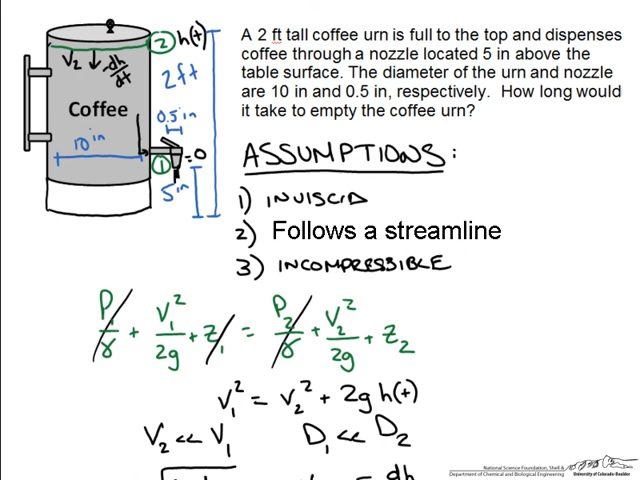 A 2 ft tall coffee urn is full to the top and dispenses
coffee through a nozzle located 5 in above the
table surface. The diameter of the urn and nozzle
are 10 in and 0.5 in, respectively.  How long would
it take to empty the coffee urn?
② h(t)
V₂ ↓ -dh/dt
2ft
Coffee
0.5 in
10 in
① = 0
5 in
ASSUMPTIONS:
1) INVISCID
2) Follows a streamline
3) INCOMPRESSIBLE
P₁/γ + V₁²/2g + z₁ = P₂/γ + V₂²/2g + z₂
V₁² = V₂² + 2g h(t)
V₂ << V₁ D₁ << D₂
= dh
National Science Foundation, Shell &
Department of Chemical and Biological Engineering
University of Colorado Boulder